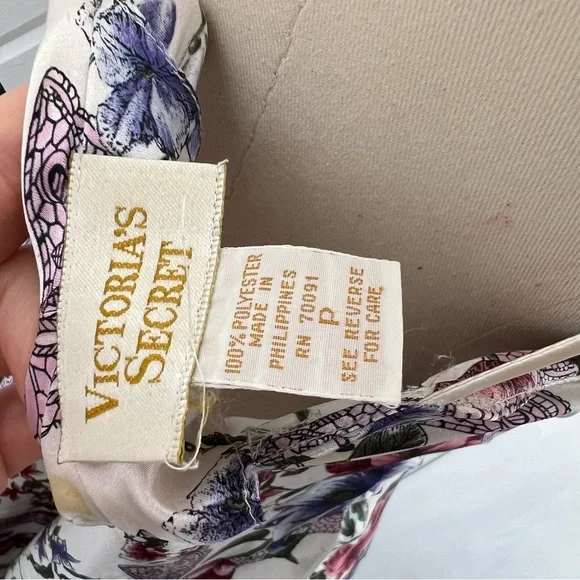 VICTORIA'S
SECRET
100% POLYESTER
MADE IN
PHILIPPINES
RN 70091
P
SEE REVERSE
FOR CARE